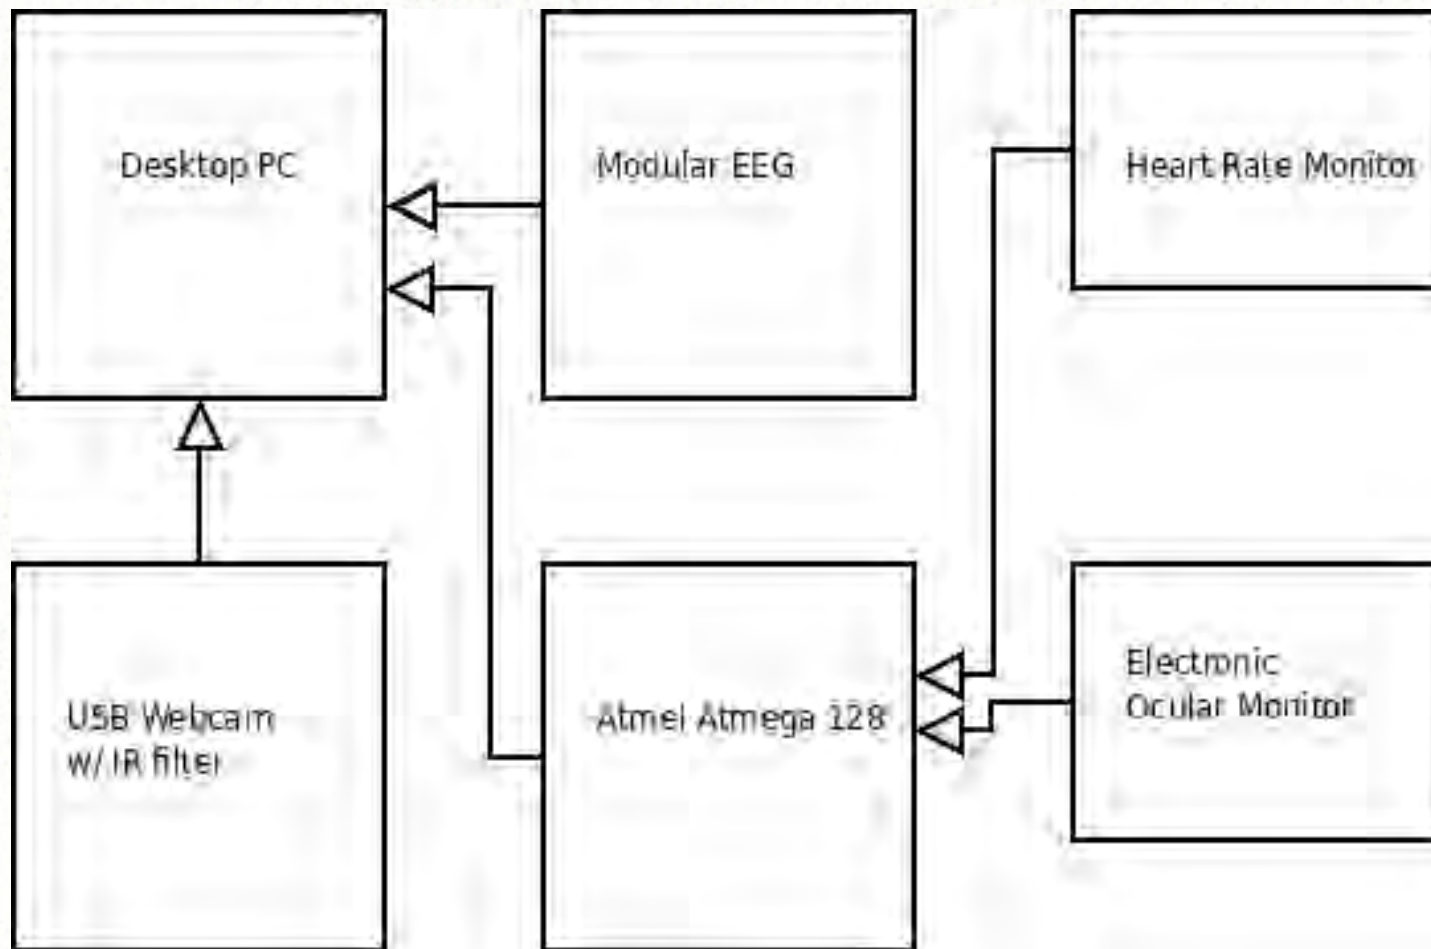 Desktop PC
Modular EEG
Heart Rate Monitor
USB Webcam
w/ IR filter
Atmel Atmega 128
Electronic
Ocular Monitor